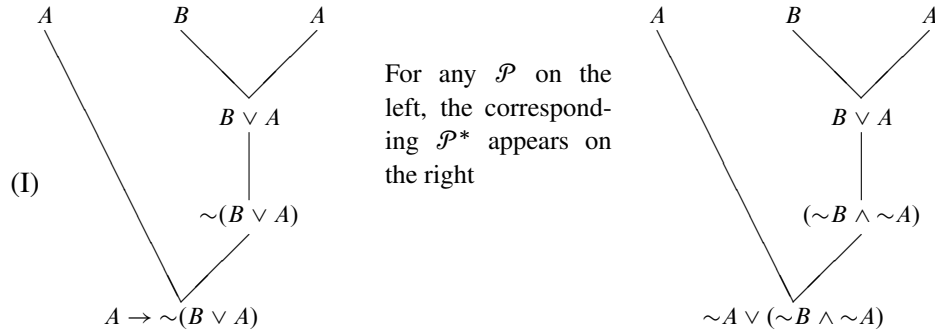 A B A A B A
For any 𝒫 on the
left, the correspond-
ing 𝒫* appears on
the right
B ∨ A B ∨ A
(I)
∼(B ∨ A) (∼B ∧ ∼A)
A → ∼(B ∨ A) ∼A ∨ (∼B ∧ ∼A)